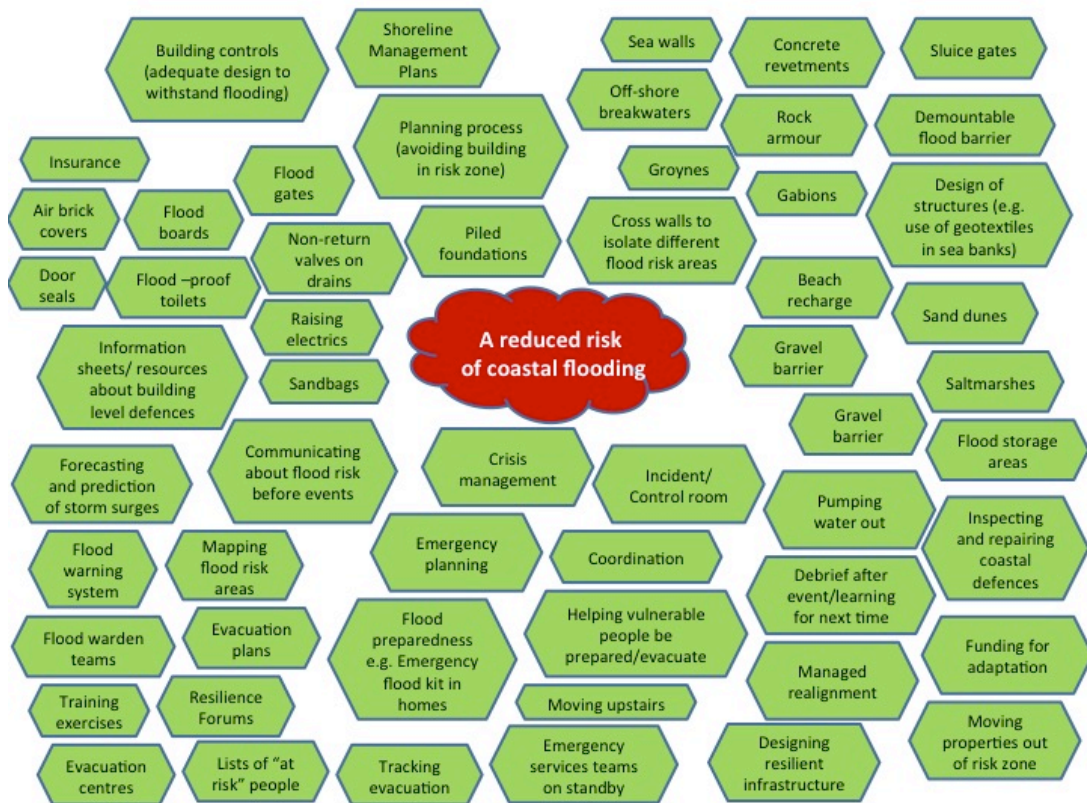 Building controls
(adequate design to
withstand flooding)
Shoreline
Management
Plans
Sea walls
Concrete
revetments
Sluice gates
Off-shore
breakwaters
Planning process
(avoiding building
in risk zone)
Rock
armour
Demountable
flood barrier
Insurance
Flood
gates
Groynes
Gabions
Design of
structures (e.g.
use of geotextiles
in sea banks)
Air brick
covers
Flood
boards
Non-return
valves on
drains
Piled
foundations
Cross walls to
isolate different
flood risk areas
Door
seals
Flood –proof
toilets
Beach
recharge
Sand dunes
Raising
electrics
A reduced risk
of coastal flooding
Gravel
barrier
Information
sheets/ resources
about building
level defences
Sandbags
Saltmarshes
Gravel
barrier
Flood storage
areas
Forecasting
and prediction
of storm surges
Communicating
about flood risk
before events
Crisis
management
Incident/
Control room
Pumping
water out
Inspecting
and repairing
coastal
defences
Flood
warning
system
Mapping
flood risk
areas
Emergency
planning
Coordination
Debrief after
event/learning
for next time
Flood warden
teams
Evacuation
plans
Flood
preparedness
e.g. Emergency
flood kit in
homes
Helping vulnerable
people be
prepared/evacuate
Managed
realignment
Funding for
adaptation
Training
exercises
Resilience
Forums
Moving upstairs
Moving
properties out
of risk zone
Evacuation
centres
Lists of “at
risk” people
Tracking
evacuation
Emergency
services teams
on standby
Designing
resilient
infrastructure